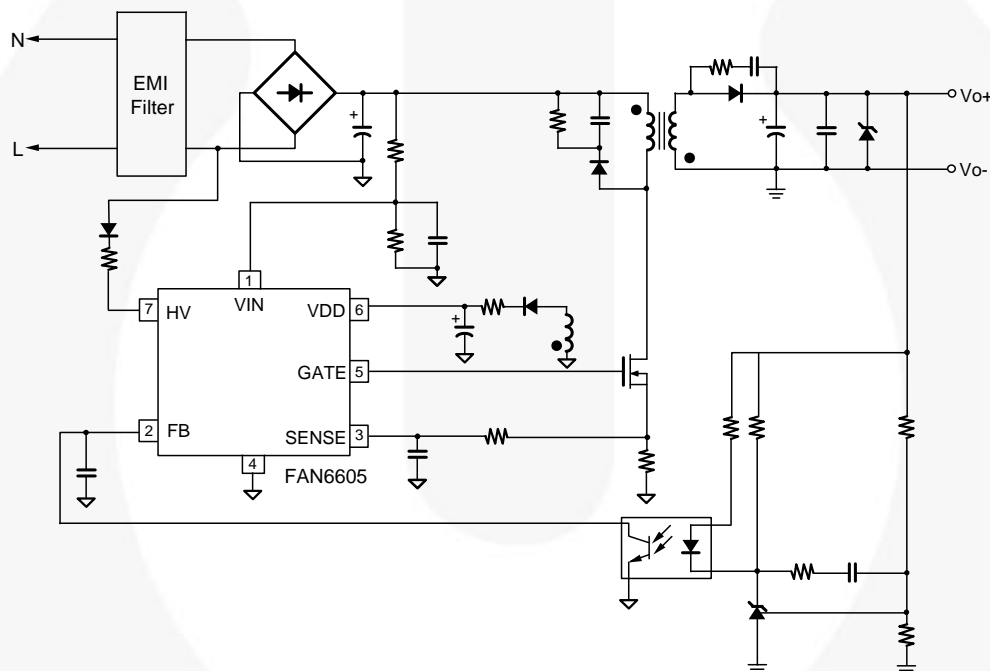 N
EMI
Filter
L
+
Vo+
+
Vo-
1
VIN
7
HV
VDD
6
+
GATE
5
2
FB
SENSE
3
4
FAN6605